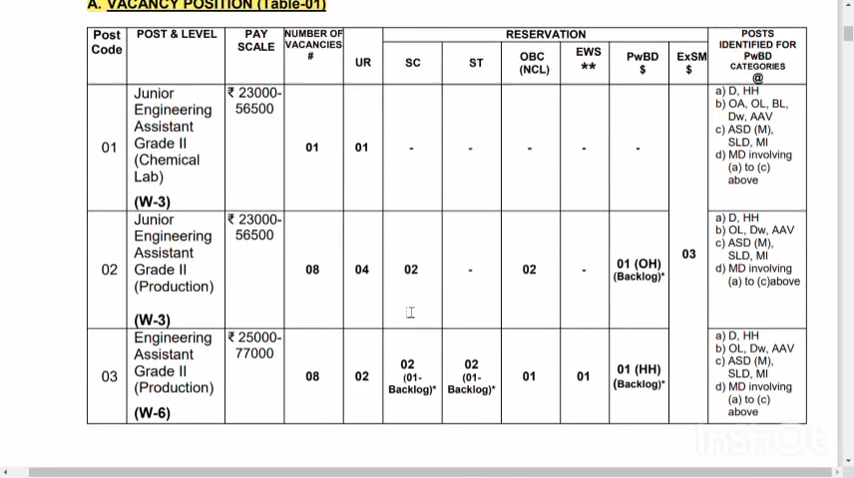 A. VACANCY POSITION (Table-01)
Post Code
POST & LEVEL
PAY SCALE
NUMBER OF VACANCIES #
RESERVATION
UR
SC
ST
OBC (NCL)
EWS **
PwBD $
ExSM $
POSTS IDENTIFIED FOR PwBD CATEGORIES @
01
Junior
Engineering
Assistant
Grade II
(Chemical
Lab)
(W-3)
₹ 23000-
56500
01
01
-
-
-
-
-
a) D, HH
b) OA, OL, BL,
Dw, AAV
c) ASD (M),
SLD, MI
d) MD involving
(a) to (c)
above
02
Junior
Engineering
Assistant
Grade II
(Production)
(W-3)
₹ 23000-
56500
08
04
02
-
02
-
01 (OH)
(Backlog)*
03
a) D, HH
b) OL, Dw, AAV
c) ASD (M),
SLD, MI
d) MD involving
(a) to (c)above
03
Engineering
Assistant
Grade II
(Production)
(W-6)
₹ 25000-
77000
08
02
02
(01-
Backlog)*
02
(01-
Backlog)*
01
01
01 (HH)
(Backlog)*
a) D, HH
b) OL, Dw, AAV
c) ASD (M),
SLD, MI
d) MD involving
(a) to (c)
above
InShOt